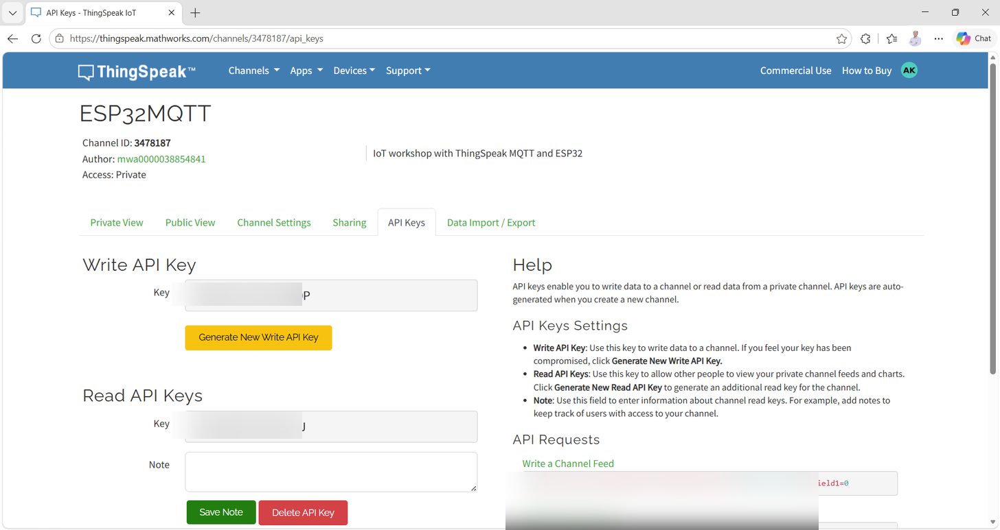 API Keys - ThingSpeak IoT
https://thingspeak.mathworks.com/channels/3478187/api_keys
Chat
ThingSpeak™
Channels
Apps
Devices
Support
Commercial Use
How to Buy
AK
ESP32MQTT
Channel ID: 3478187
Author: mwa0000038854841
Access: Private
IoT workshop with ThingSpeak MQTT and ESP32
Private View
Public View
Channel Settings
Sharing
API Keys
Data Import / Export
Write API Key
Key
P
Generate New Write API Key
Read API Keys
Key
J
Note
Save Note
Delete API Key
Help
API keys enable you to write data to a channel or read data from a private channel. API keys are auto-
generated when you create a new channel.
API Keys Settings
• Write API Key: Use this key to write data to a channel. If you feel your key has been
compromised, click Generate New Write API Key.
• Read API Keys: Use this key to allow other people to view your private channel feeds and charts.
Click Generate New Read API Key to generate an additional read key for the channel.
• Note: Use this field to enter information about channel read keys. For example, add notes to
keep track of users with access to your channel.
API Requests
Write a Channel Feed
ield1=0